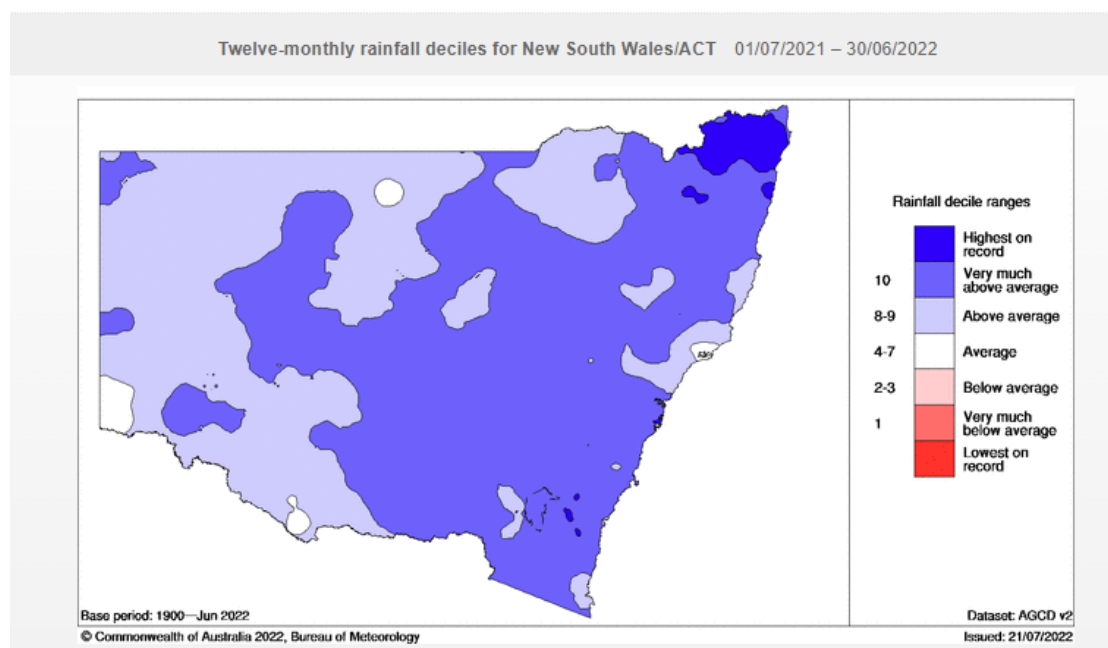 Twelve-monthly rainfall deciles for New South Wales/ACT 01/07/2021 – 30/06/2022
Rainfall decile ranges
Highest on
record
10 Very much
above average
8-9 Above average
4-7 Average
2-3 Below average
1 Very much
below average
Lowest on
record
Base period: 1900—Jun 2022 Dataset: AGCD v2
© Commonwealth of Australia 2022, Bureau of Meteorology Issued: 21/07/2022